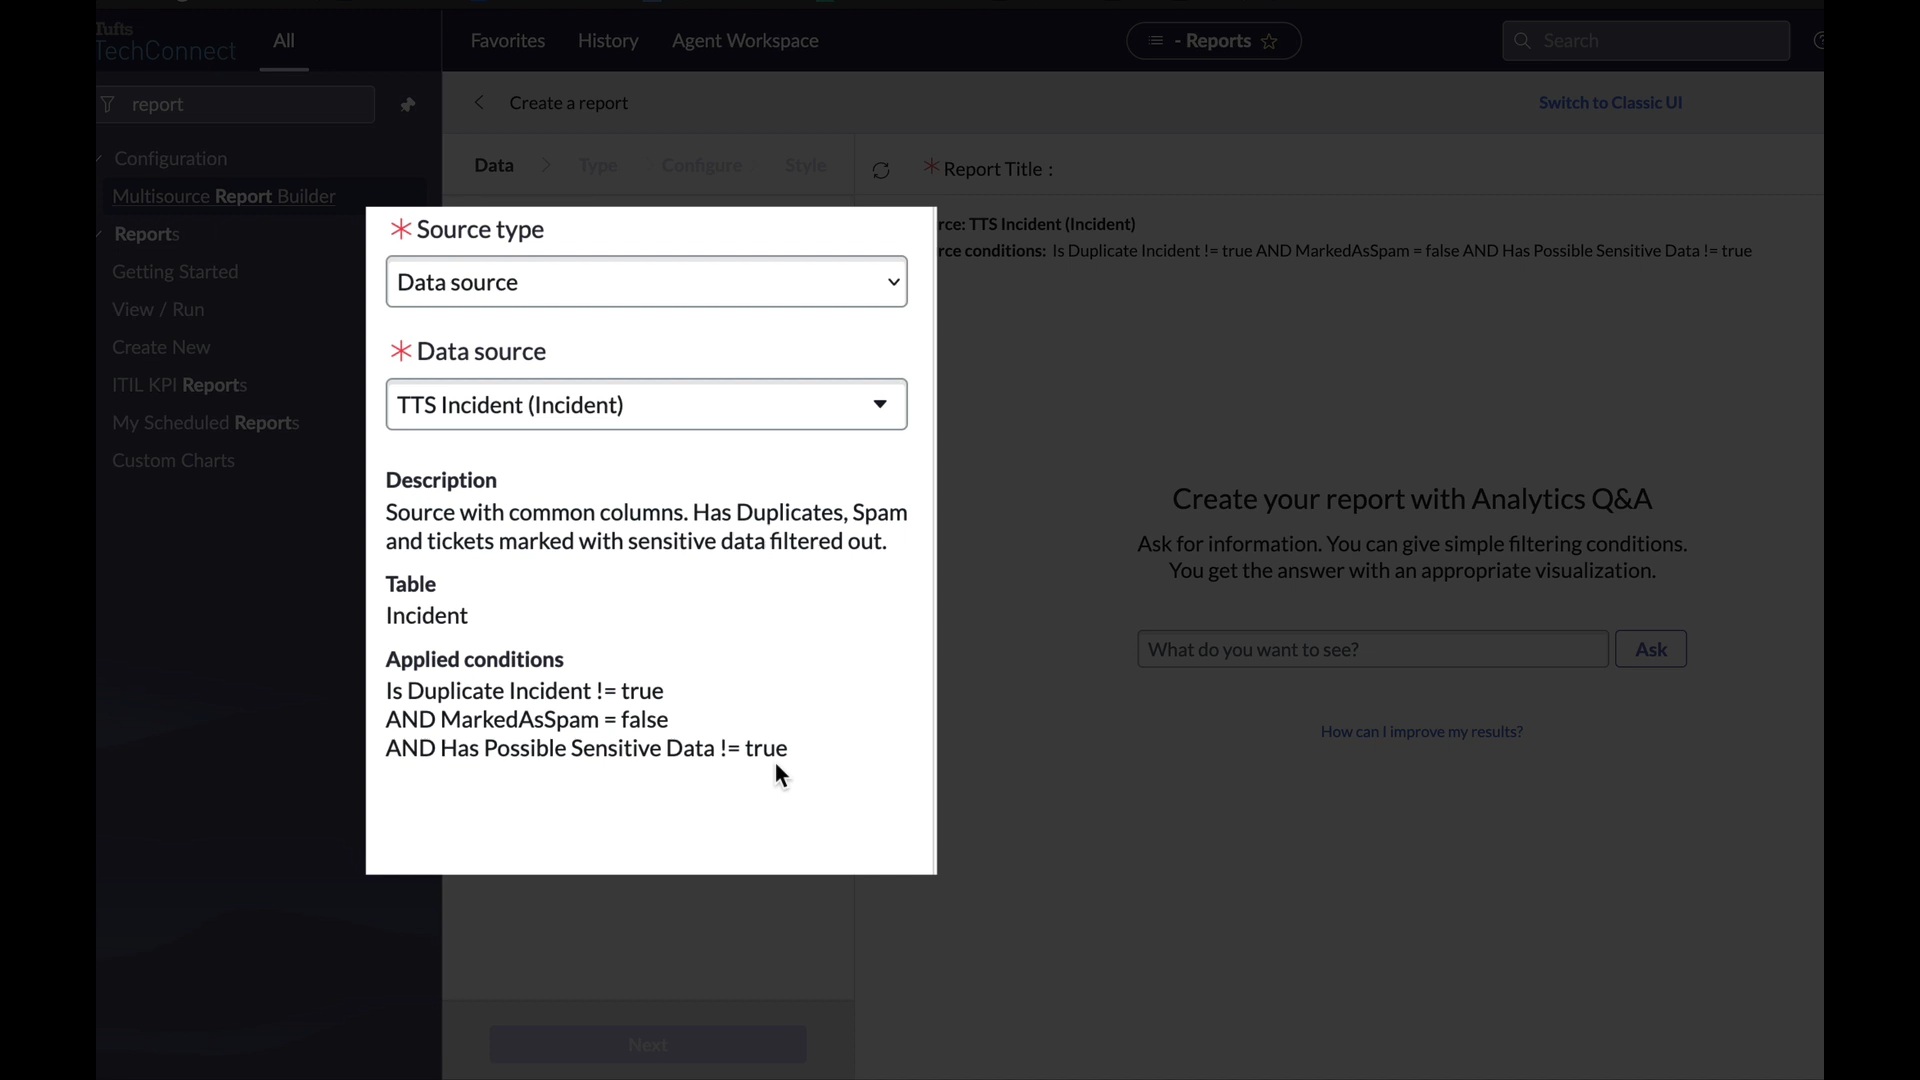 Tufts
TechConnect
All
Favorites
History
Agent Workspace
- Reports
Search
report
Create a report
Switch to Classic UI
Configuration
Multisource Report Builder
Reports
Getting Started
View / Run
Create New
ITIL KPI Reports
My Scheduled Reports
Custom Charts
Data
Type
Configure
Style
* Report Title :
rce: TTS Incident (Incident)
rce conditions: Is Duplicate Incident != true AND MarkedAsSpam = false AND Has Possible Sensitive Data != true
* Source type
Data source
* Data source
TTS Incident (Incident)
Description
Source with common columns. Has Duplicates, Spam
and tickets marked with sensitive data filtered out.
Table
Incident
Applied conditions
Is Duplicate Incident != true
AND MarkedAsSpam = false
AND Has Possible Sensitive Data != true
Next
Create your report with Analytics Q&A
Ask for information. You can give simple filtering conditions.
You get the answer with an appropriate visualization.
What do you want to see?
Ask
How can I improve my results?